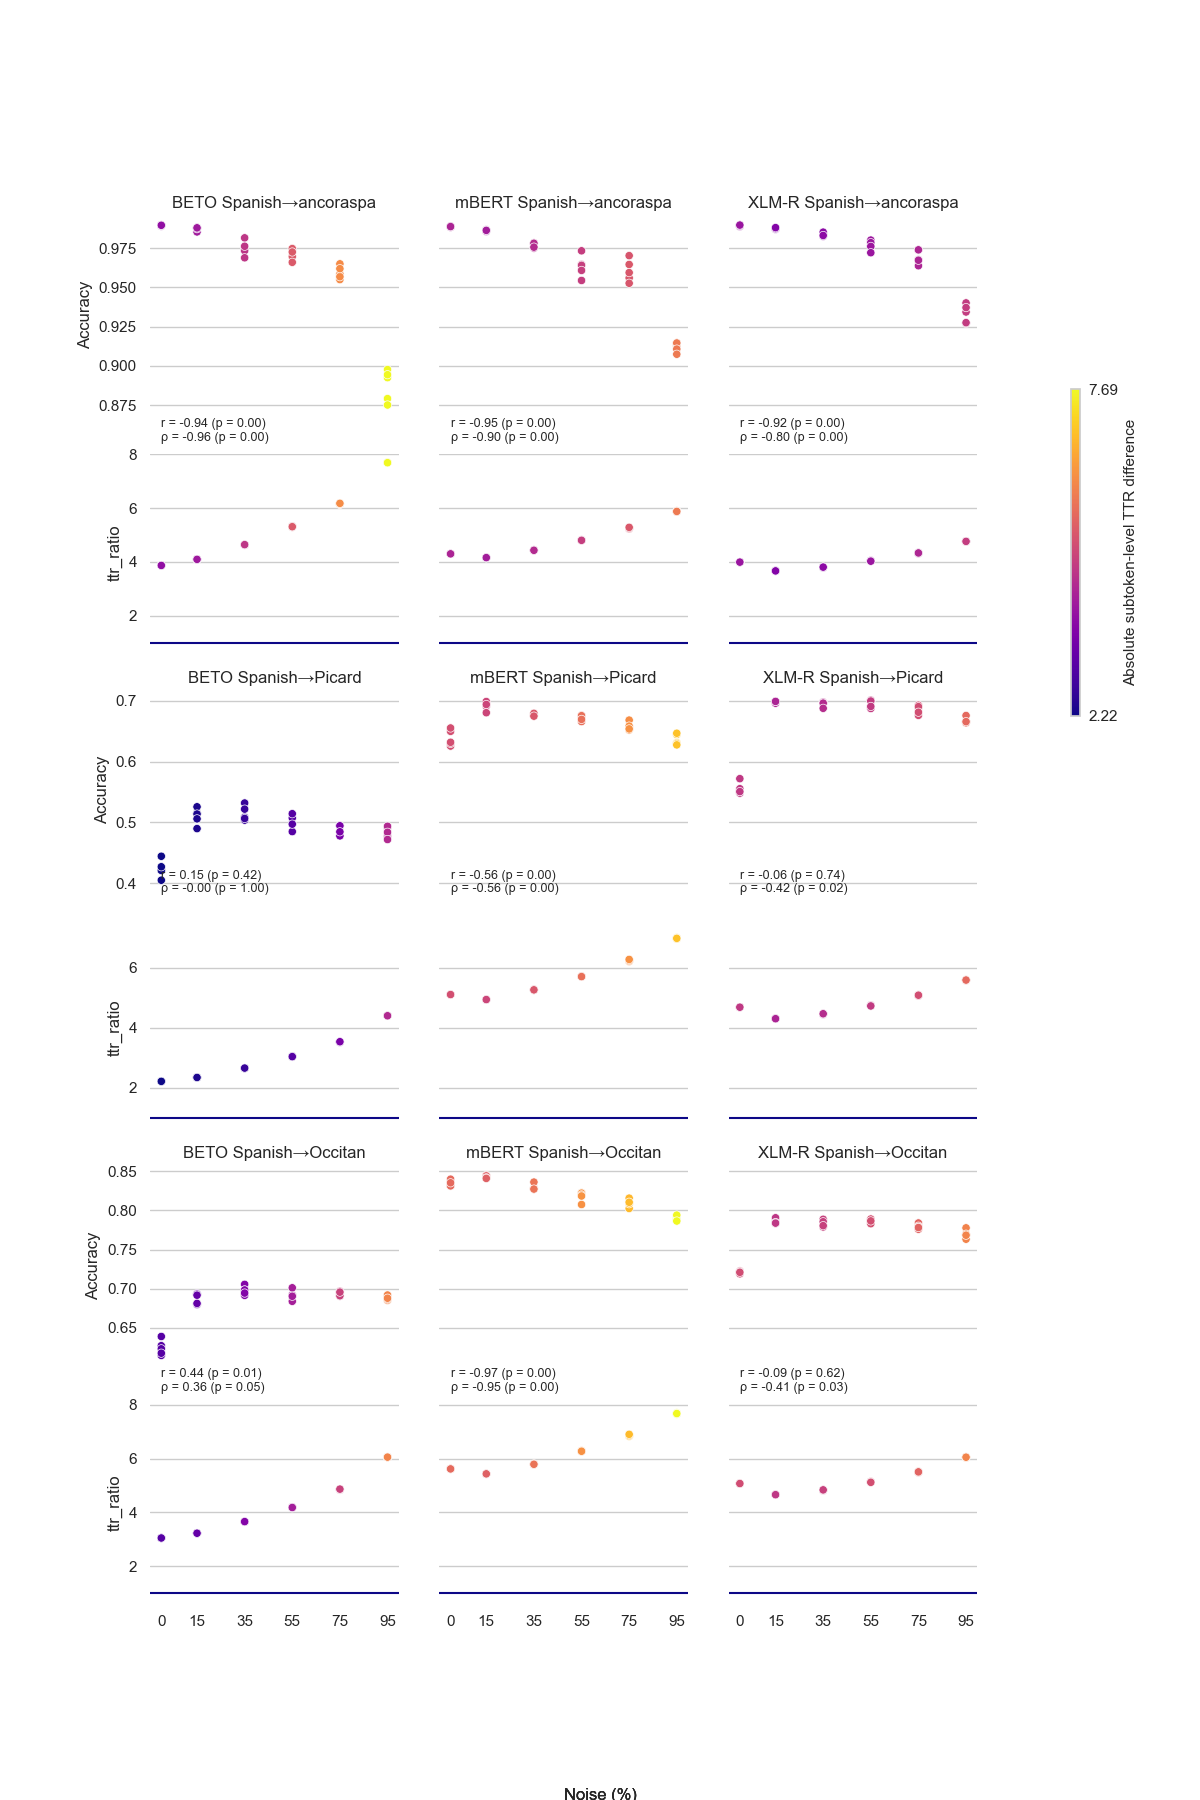 BETO Spanish→ancoraspa
mBERT Spanish→ancoraspa
XLM-R Spanish→ancoraspa
Accuracy
0.975
0.950
0.925
0.900
0.875
r = -0.94 (p = 0.00)
ρ = -0.96 (p = 0.00)
r = -0.95 (p = 0.00)
ρ = -0.90 (p = 0.00)
r = -0.92 (p = 0.00)
ρ = -0.80 (p = 0.00)
ttr_ratio
8
6
4
2
7.69
Absolute subtoken-level TTR difference
2.22
BETO Spanish→Picard
mBERT Spanish→Picard
XLM-R Spanish→Picard
Accuracy
0.7
0.6
0.5
0.4
= 0.15 (p = 0.42)
ρ = -0.00 (p = 1.00)
r = -0.56 (p = 0.00)
ρ = -0.56 (p = 0.00)
r = -0.06 (p = 0.74)
ρ = -0.42 (p = 0.02)
ttr_ratio
6
4
2
BETO Spanish→Occitan
mBERT Spanish→Occitan
XLM-R Spanish→Occitan
Accuracy
0.85
0.80
0.75
0.70
0.65
r = 0.44 (p = 0.01)
ρ = 0.36 (p = 0.05)
r = -0.97 (p = 0.00)
ρ = -0.95 (p = 0.00)
r = -0.09 (p = 0.62)
ρ = -0.41 (p = 0.03)
ttr_ratio
8
6
4
2
0 15 35 55 75 95
0 15 35 55 75 95
0 15 35 55 75 95
Noise (%)